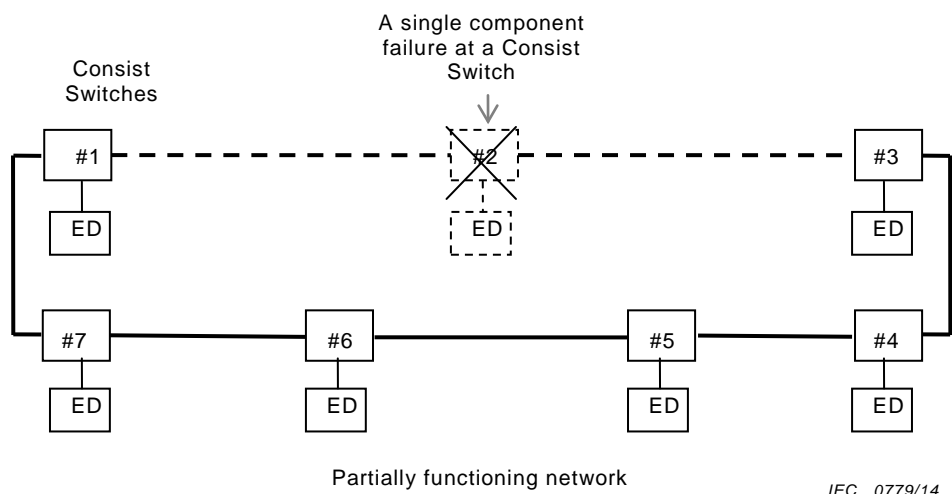 A single component
failure at a Consist
Switch
Consist
Switches
#1
#2
#3
ED
ED
ED
#7
#6
#5
#4
ED
ED
ED
ED
Partially functioning network
IEC 0779/14